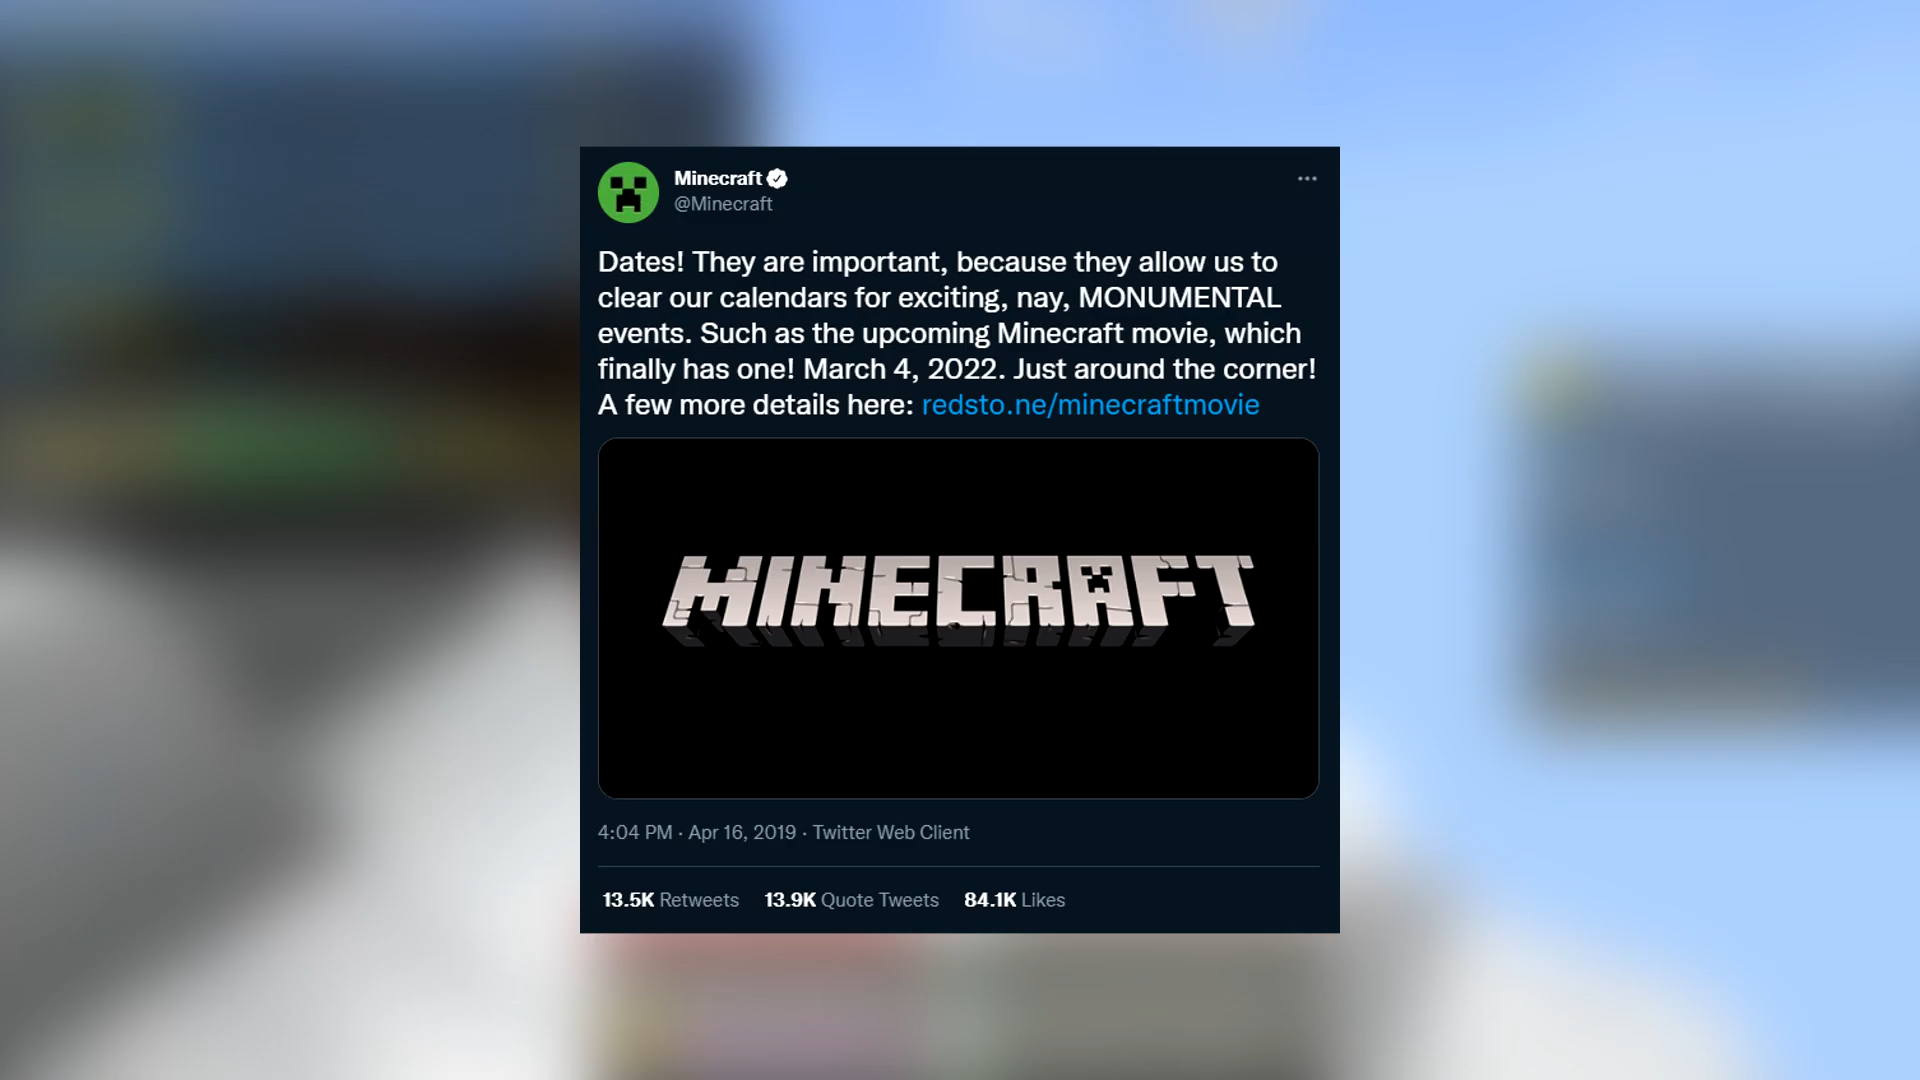 Minecraft
@Minecraft
Dates! They are important, because they allow us to
clear our calendars for exciting, nay, MONUMENTAL
events. Such as the upcoming Minecraft movie, which
finally has one! March 4, 2022. Just around the corner!
A few more details here: redsto.ne/minecraftmovie
MINECRAFT
4:04 PM · Apr 16, 2019 · Twitter Web Client
13.5K Retweets 13.9K Quote Tweets 84.1K Likes